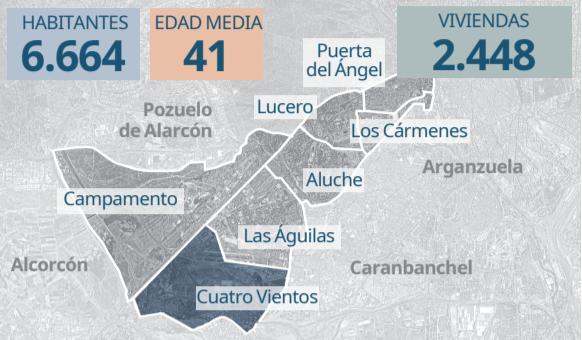 HABITANTES
6.664
EDAD MEDIA
41
VIVIENDAS
2.448
Puerta
del Ángel
Lucero
Pozuelo
de Alarcón
Los Cármenes
Arganzuela
Aluche
Campamento
Las Águilas
Alcorcón
Caranbanchel
Cuatro Vientos